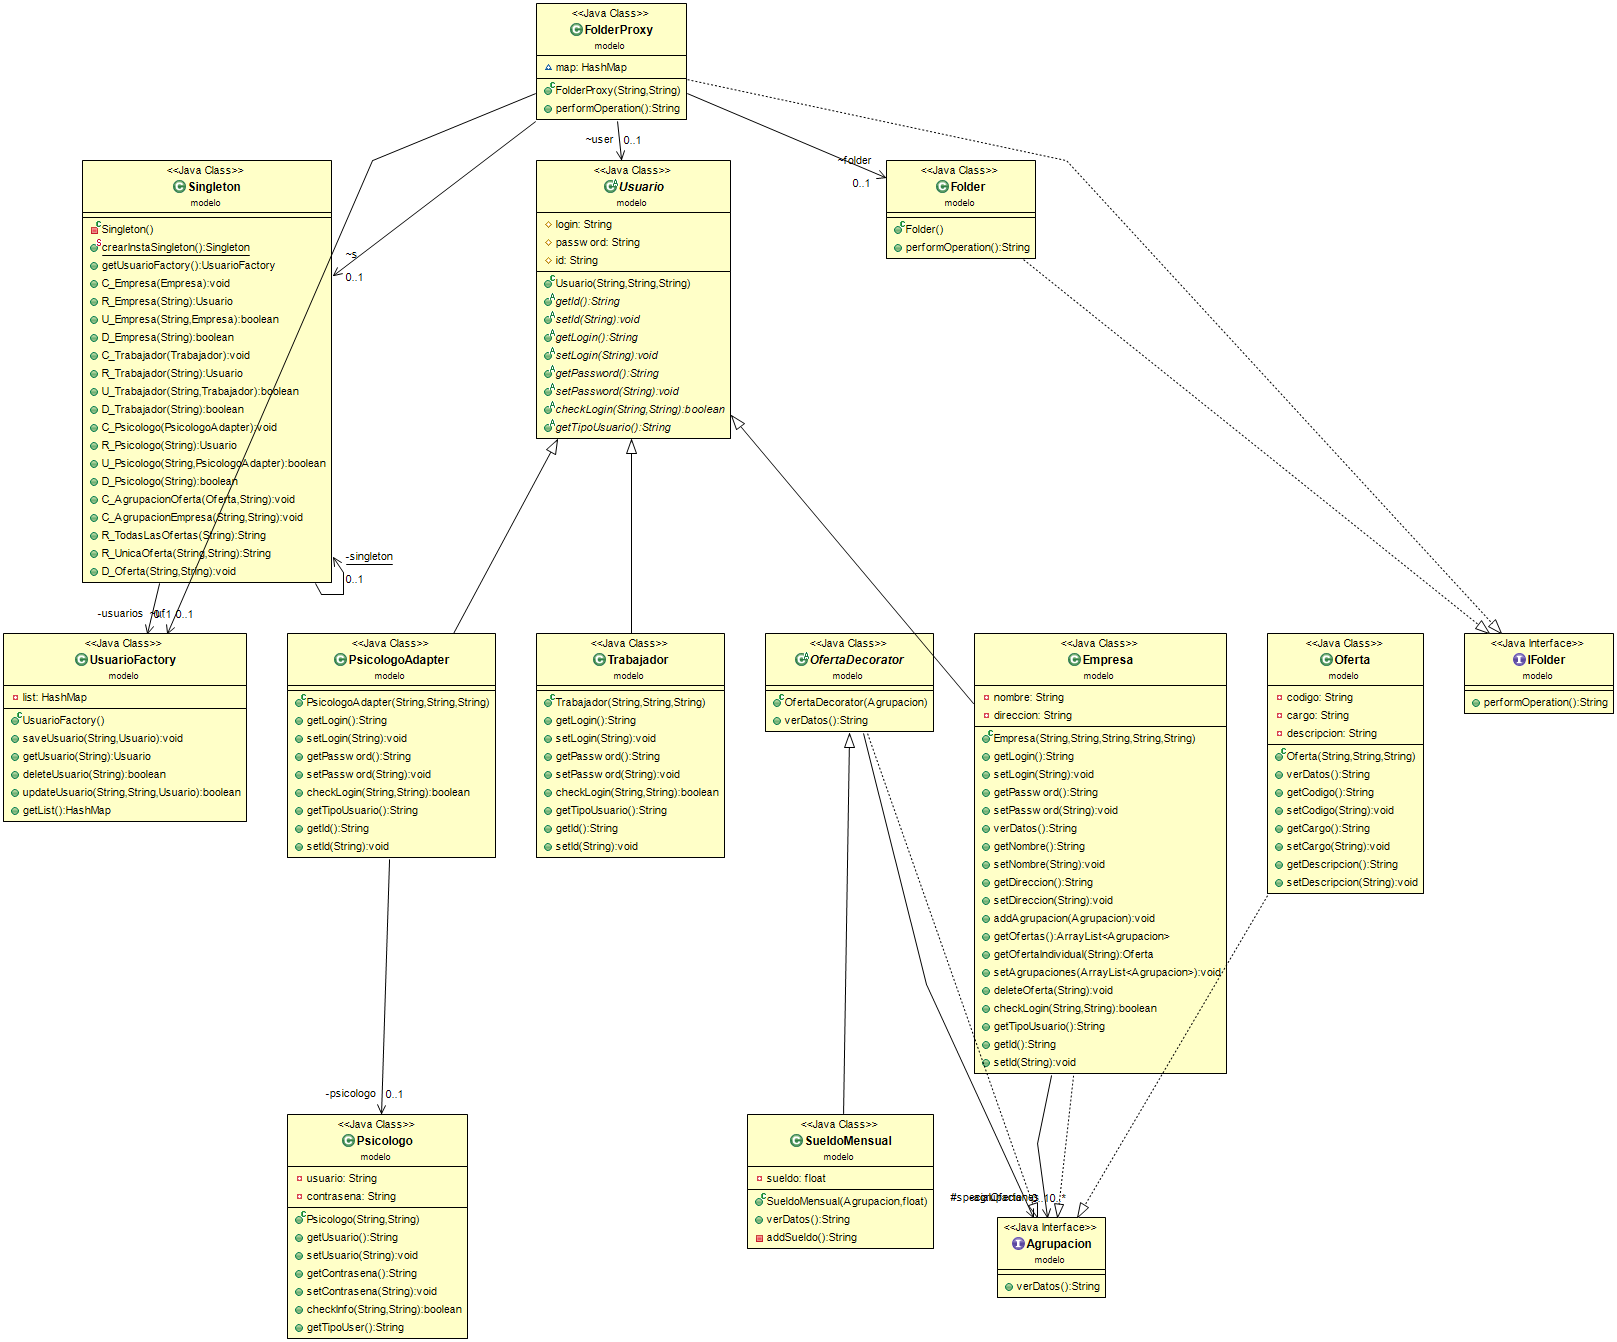 <<Java Class>>
FolderProxy
modelo
map: HashMap
FolderProxy(String,String)
performOperation():String
~user 0..1
~folder
0..1
~s
0..1
<<Java Class>>
Singleton
modelo
Singleton()
crearInstaSingleton():Singleton
getUsuarioFactory():UsuarioFactory
C_Empresa(Empresa):void
R_Empresa(String):Usuario
U_Empresa(String,Empresa):boolean
D_Empresa(String):boolean
C_Trabajador(Trabajador):void
R_Trabajador(String):Usuario
U_Trabajador(String,Trabajador):boolean
D_Trabajador(String):boolean
C_Psicologo(PsicologoAdapter):void
R_Psicologo(String):Usuario
U_Psicologo(String,PsicologoAdapter):boolean
D_Psicologo(String):boolean
C_AgrupacionOferta(Oferta,String):void
C_AgrupacionEmpresa(String,String):void
R_TodasLasOfertas(String):String
R_UnicaOferta(String,String):String
D_Oferta(String,String):void
-singleton
0..1
-usuarios 0..1
~uf 0..1
<<Java Class>>
Usuario
modelo
login: String
password: String
id: String
Usuario(String,String,String)
getId():String
setId(String):void
getLogin():String
setLogin(String):void
getPassword():String
setPassword(String):void
checkLogin(String,String):boolean
getTipoUsuario():String
<<Java Class>>
Folder
modelo
Folder()
performOperation():String
<<Java Class>>
UsuarioFactory
modelo
list: HashMap
UsuarioFactory()
saveUsuario(String,Usuario):void
getUsuario(String):Usuario
deleteUsuario(String):boolean
updateUsuario(String,String,Usuario):boolean
getList():HashMap
<<Java Class>>
PsicologoAdapter
modelo
PsicologoAdapter(String,String,String)
getLogin():String
setLogin(String):void
getPassword():String
setPassword(String):void
checkLogin(String,String):boolean
getTipoUsuario():String
getId():String
setId(String):void
<<Java Class>>
Trabajador
modelo
Trabajador(String,String,String)
getLogin():String
setLogin(String):void
getPassword():String
setPassword(String):void
checkLogin(String,String):boolean
getTipoUsuario():String
getId():String
setId(String):void
<<Java Class>>
OfertaDecorator
modelo
OfertaDecorator(Agrupacion)
verDatos():String
<<Java Class>>
Empresa
modelo
nombre: String
direccion: String
Empresa(String,String,String,String,String)
getLogin():String
setLogin(String):void
getPassword():String
setPassword(String):void
verDatos():String
getNombre():String
setNombre(String):void
getDireccion():String
setDireccion(String):void
addAgrupacion(Agrupacion):void
getOfertas():ArrayList<Agrupacion>
getOfertaIndividual(String):Oferta
setAgrupaciones(ArrayList<Agrupacion>):void
deleteOferta(String):void
checkLogin(String,String):boolean
getTipoUsuario():String
getId():String
setId(String):void
<<Java Class>>
Oferta
modelo
codigo: String
cargo: String
descripcion: String
Oferta(String,String,String)
verDatos():String
getCodigo():String
setCodigo(String):void
getCargo():String
setCargo(String):void
getDescripcion():String
setDescripcion(String):void
<<Java Interface>>
IFolder
modelo
performOperation():String
-psicologo 0..1
<<Java Class>>
Psicologo
modelo
usuario: String
contrasena: String
Psicologo(String,String)
getUsuario():String
setUsuario(String):void
getContrasena():String
setContrasena(String):void
checkInfo(String,String):boolean
getTipoUser():String
<<Java Class>>
SueldoMensual
modelo
sueldo: float
SueldoMensual(Agrupacion,float)
verDatos():String
addSueldo():String
0..*
<<Java Interface>>
Agrupacion
modelo
verDatos():String